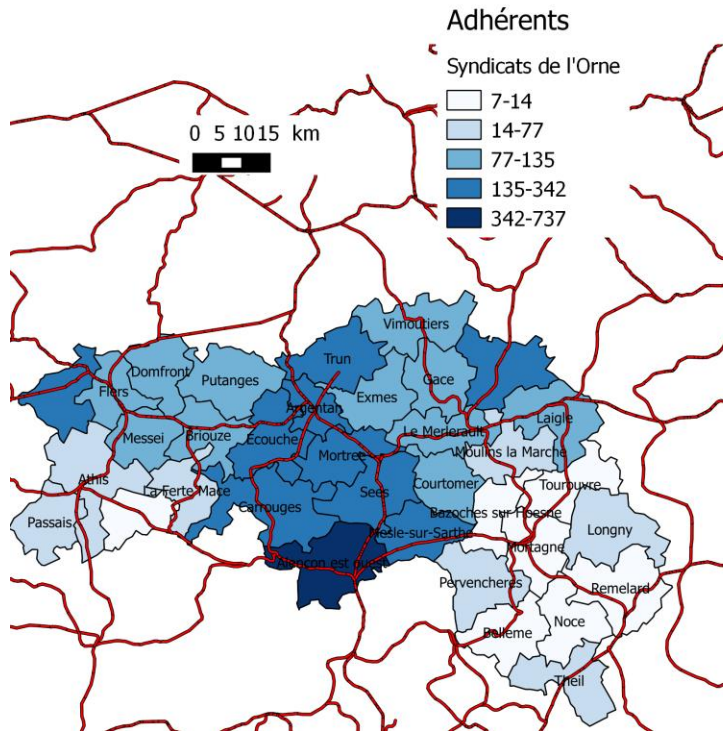 Adhérents
Syndicats de l'Orne
7-14
14-77
77-135
135-342
342-737
0 5 10 15 km
Vimoutiers
Trun
Domfront
Putanges
Flers
Gace
Exmes
Argentan
Laigle
Le Merlerault
Messei
Briouze
Ecouche
Moulins la Marche
Mortree
Athis
La Ferte Mace
Sees
Courtomer
Tourouvre
Carrouges
Bazoches sur Hoesne
Passais
Mesle-sur-Sarthe
Longny
Mortagne
Alençon est ouest
Pervencheres
Remelard
Noce
Belleme
Theil